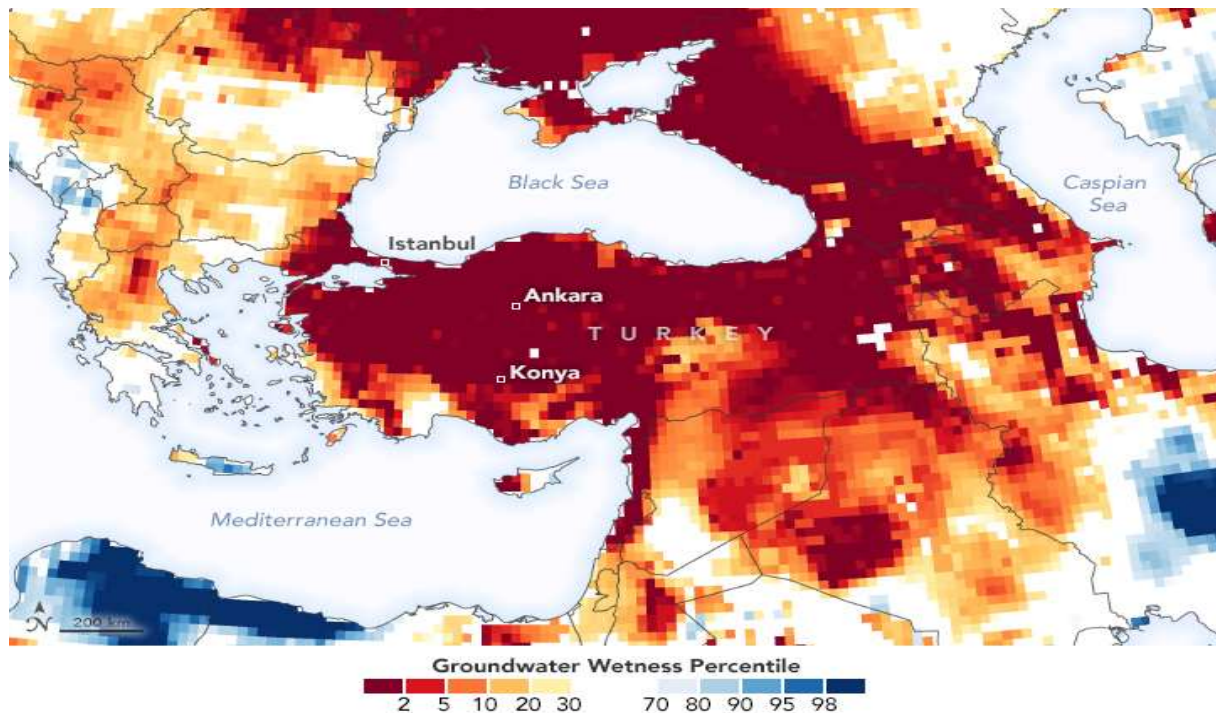 Black Sea
Caspian
Sea
Istanbul
Ankara
TURKEY
Konya
Mediterranean Sea
N
200 km
Groundwater Wetness Percentile
2 5 10 20 30 70 80 90 95 98